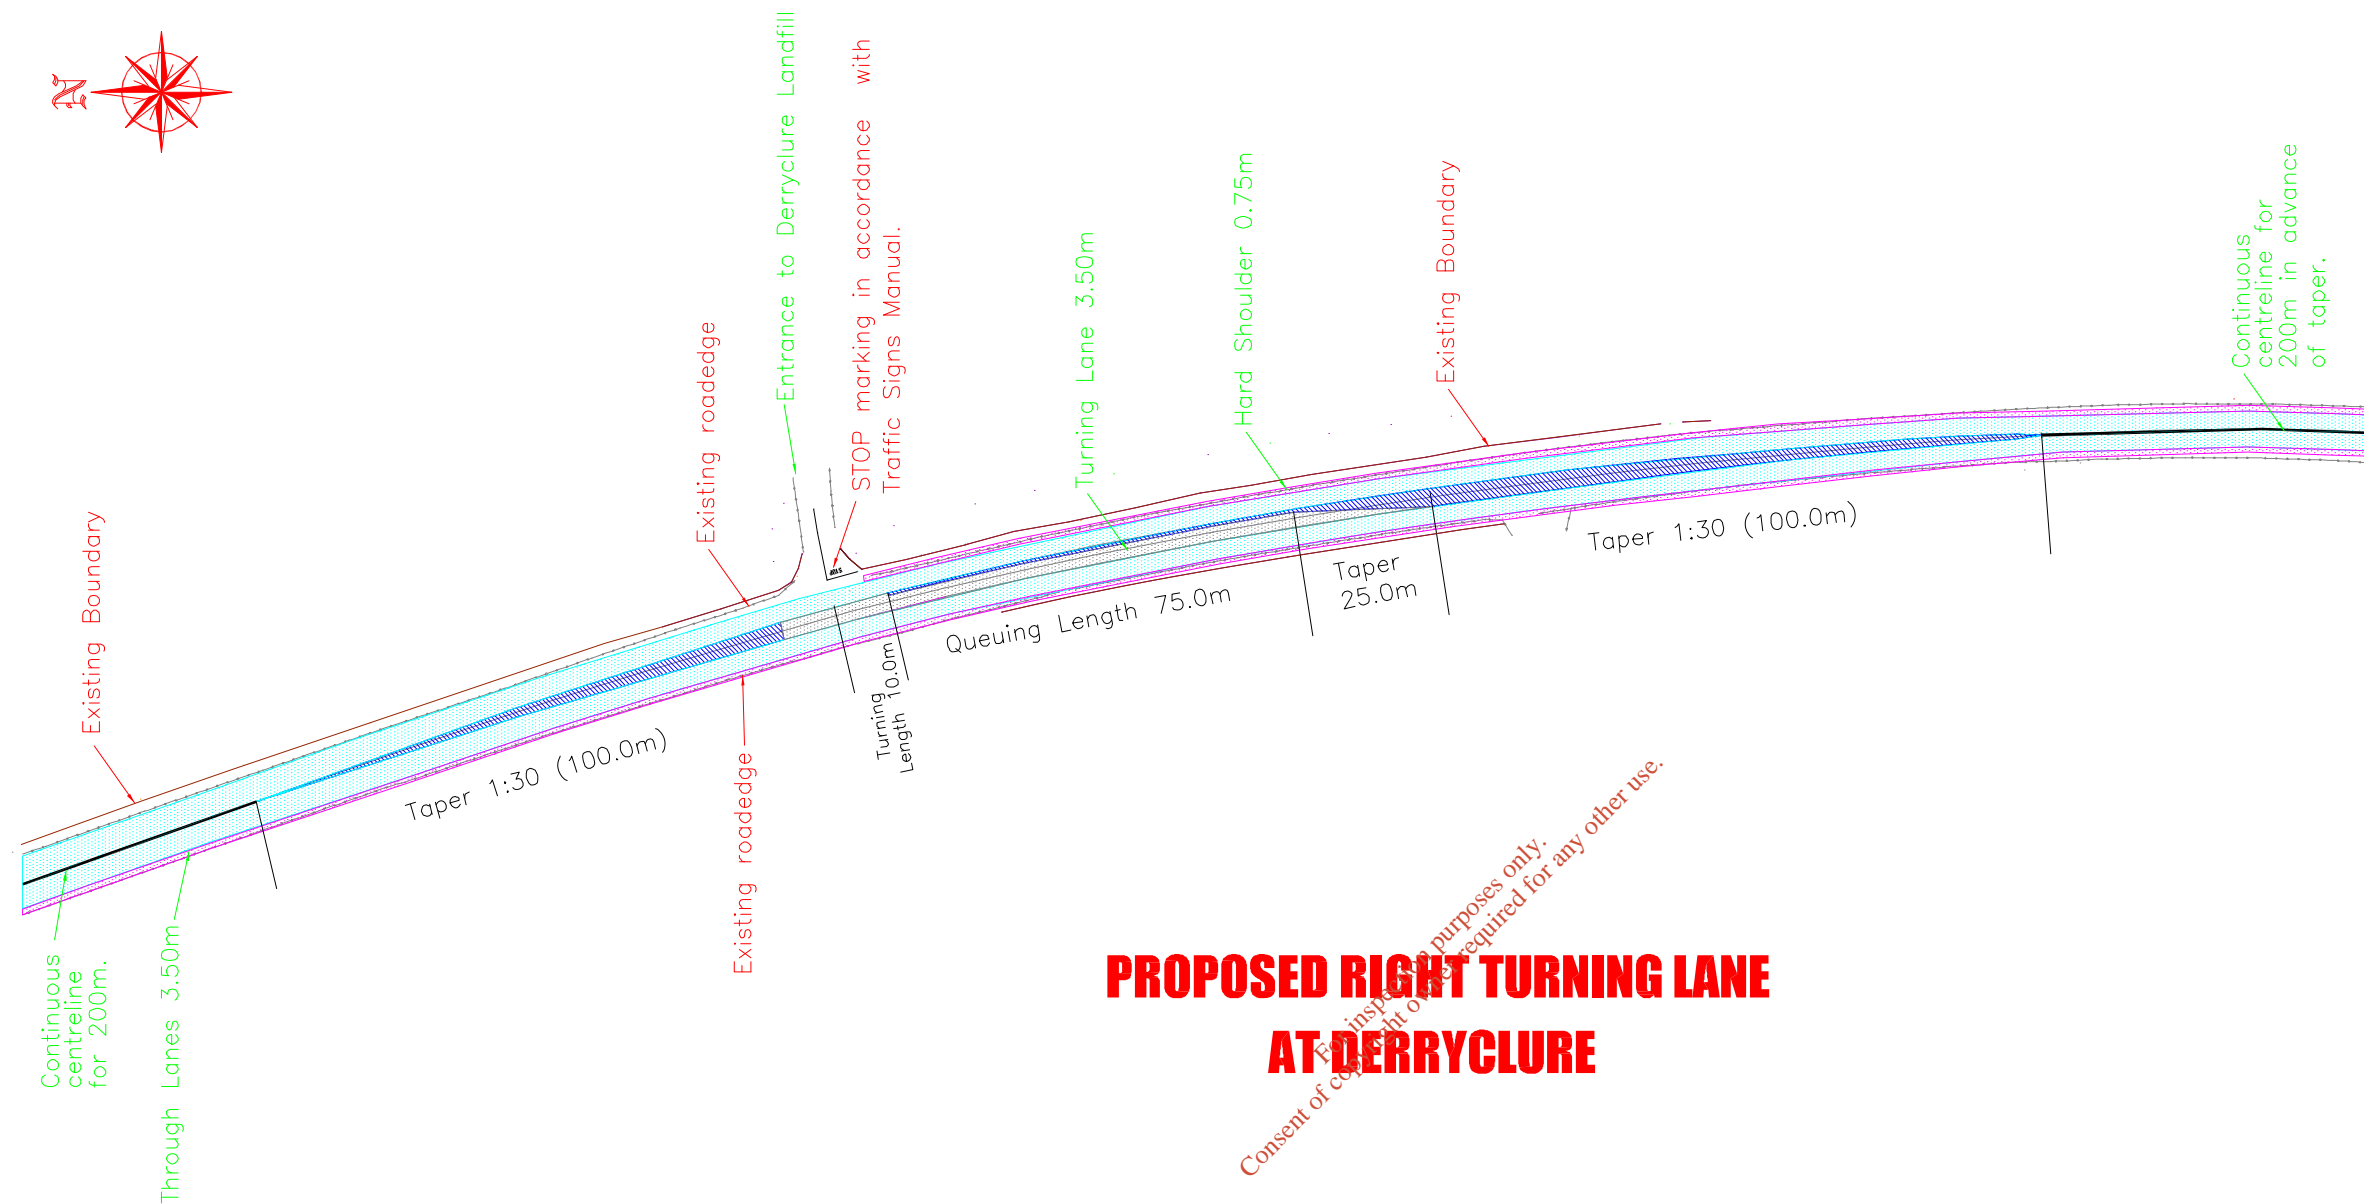 N
Existing Boundary
Existing roadedge
Entrance to Derryclure Landfill
STOP marking in accordance with
Traffic Signs Manual.
Turning Lane 3.50m
Hard Shoulder 0.75m
Existing Boundary
Continuous
centreline for
200m in advance
of taper.
STOP
Taper 1:30 (100.0m)
Turning
Length 10.0m
Queuing Length 75.0m
Taper
25.0m
Taper 1:30 (100.0m)
Continuous
centreline
for 200m.
Through Lanes 3.50m
Existing roadedge
PROPOSED RIGHT TURNING LANE
AT DERRYCLURE
For inspection purposes only.
Consent of copyright owner required for any other use.